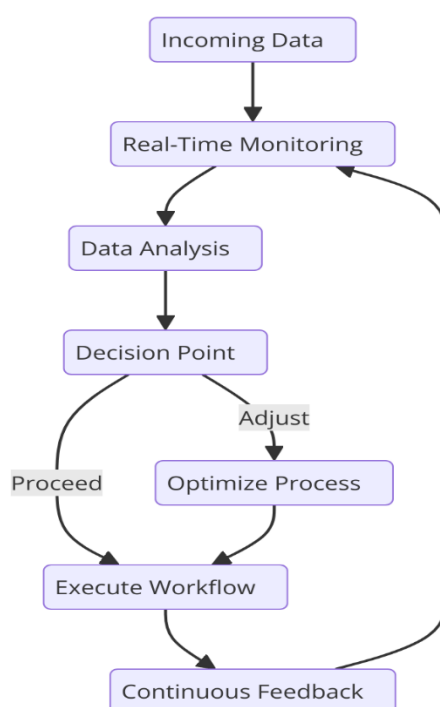 Incoming Data
Real-Time Monitoring
Data Analysis
Decision Point
Adjust
Proceed
Optimize Process
Execute Workflow
Continuous Feedback